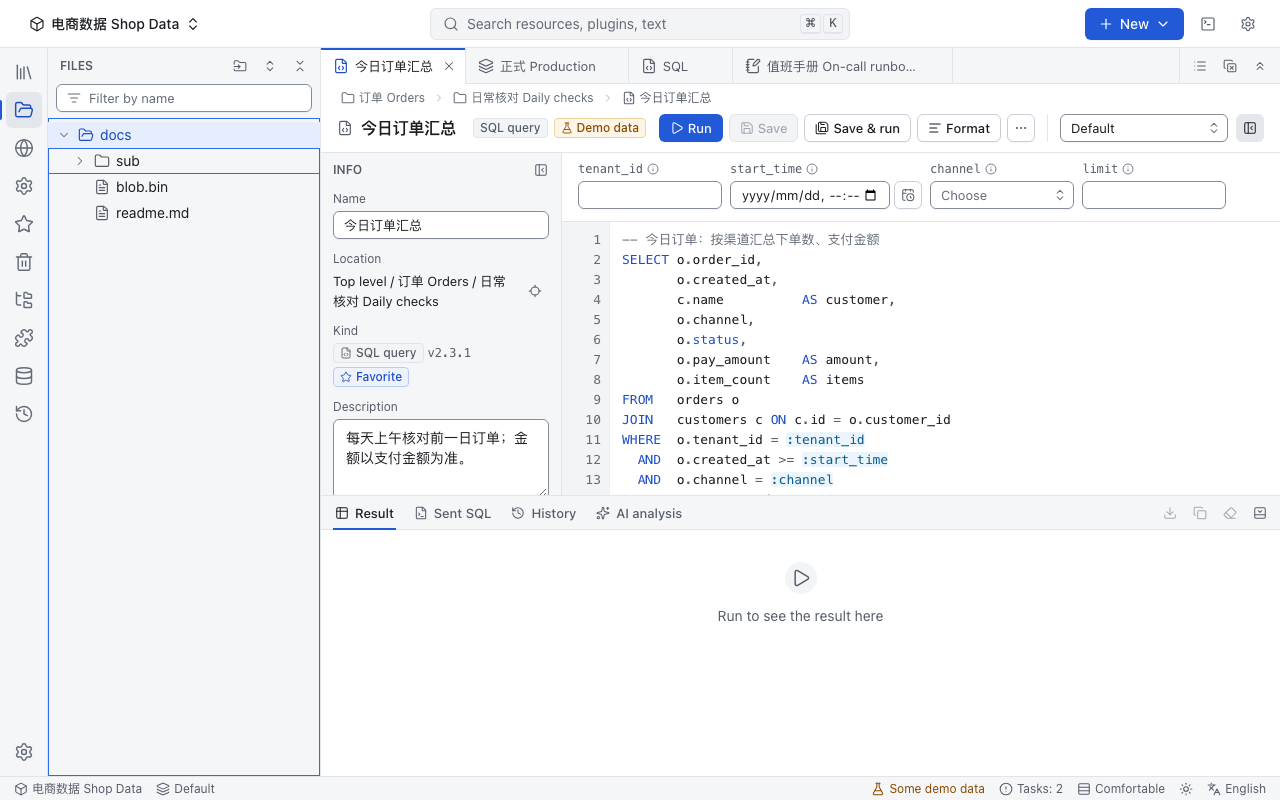 电商数据 Shop Data
Search resources, plugins, text
⌘ K
New
FILES
Filter by name
docs
sub
blob.bin
readme.md
今日订单汇总
正式 Production
SQL
值班手册 On-call runbo...
订单 Orders
日常核对 Daily checks
今日订单汇总
今日订单汇总
SQL query
Demo data
Run
Save
Save & run
Format
Default
INFO
Name
今日订单汇总
Location
Top level / 订单 Orders / 日常
核对 Daily checks
Kind
SQL query v2.3.1
Favorite
Description
每天上午核对前一日订单；金
额以支付金额为准。
tenant_id
start_time
channel
limit
yyyy/mm/dd, --:--
Choose
1 -- 今日订单：按渠道汇总下单数、支付金额
2 SELECT o.order_id,
3 o.created_at,
4 c.name AS customer,
5 o.channel,
6 o.status,
7 o.pay_amount AS amount,
8 o.item_count AS items
9 FROM orders o
10 JOIN customers c ON c.id = o.customer_id
11 WHERE o.tenant_id = :tenant_id
12 AND o.created_at >= :start_time
13 AND o.channel = :channel
Result
Sent SQL
History
AI analysis
Run to see the result here
电商数据 Shop Data
Default
Some demo data
Tasks: 2
Comfortable
English